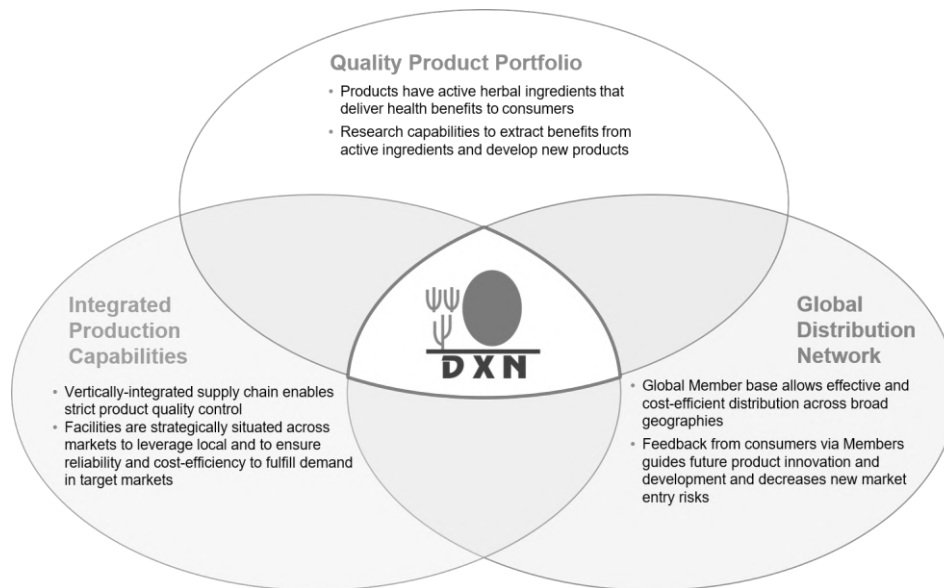 Quality Product Portfolio
• Products have active herbal ingredients that
deliver health benefits to consumers
• Research capabilities to extract benefits from
active ingredients and develop new products
Integrated
Production
Capabilities
• Vertically-integrated supply chain enables
strict product quality control
• Facilities are strategically situated across
markets to leverage local and to ensure
reliability and cost-efficiency to fulfill demand
in target markets
DXN
Global
Distribution
Network
• Global Member base allows effective and
cost-efficient distribution across broad
geographies
• Feedback from consumers via Members
guides future product innovation and
development and decreases new market
entry risks